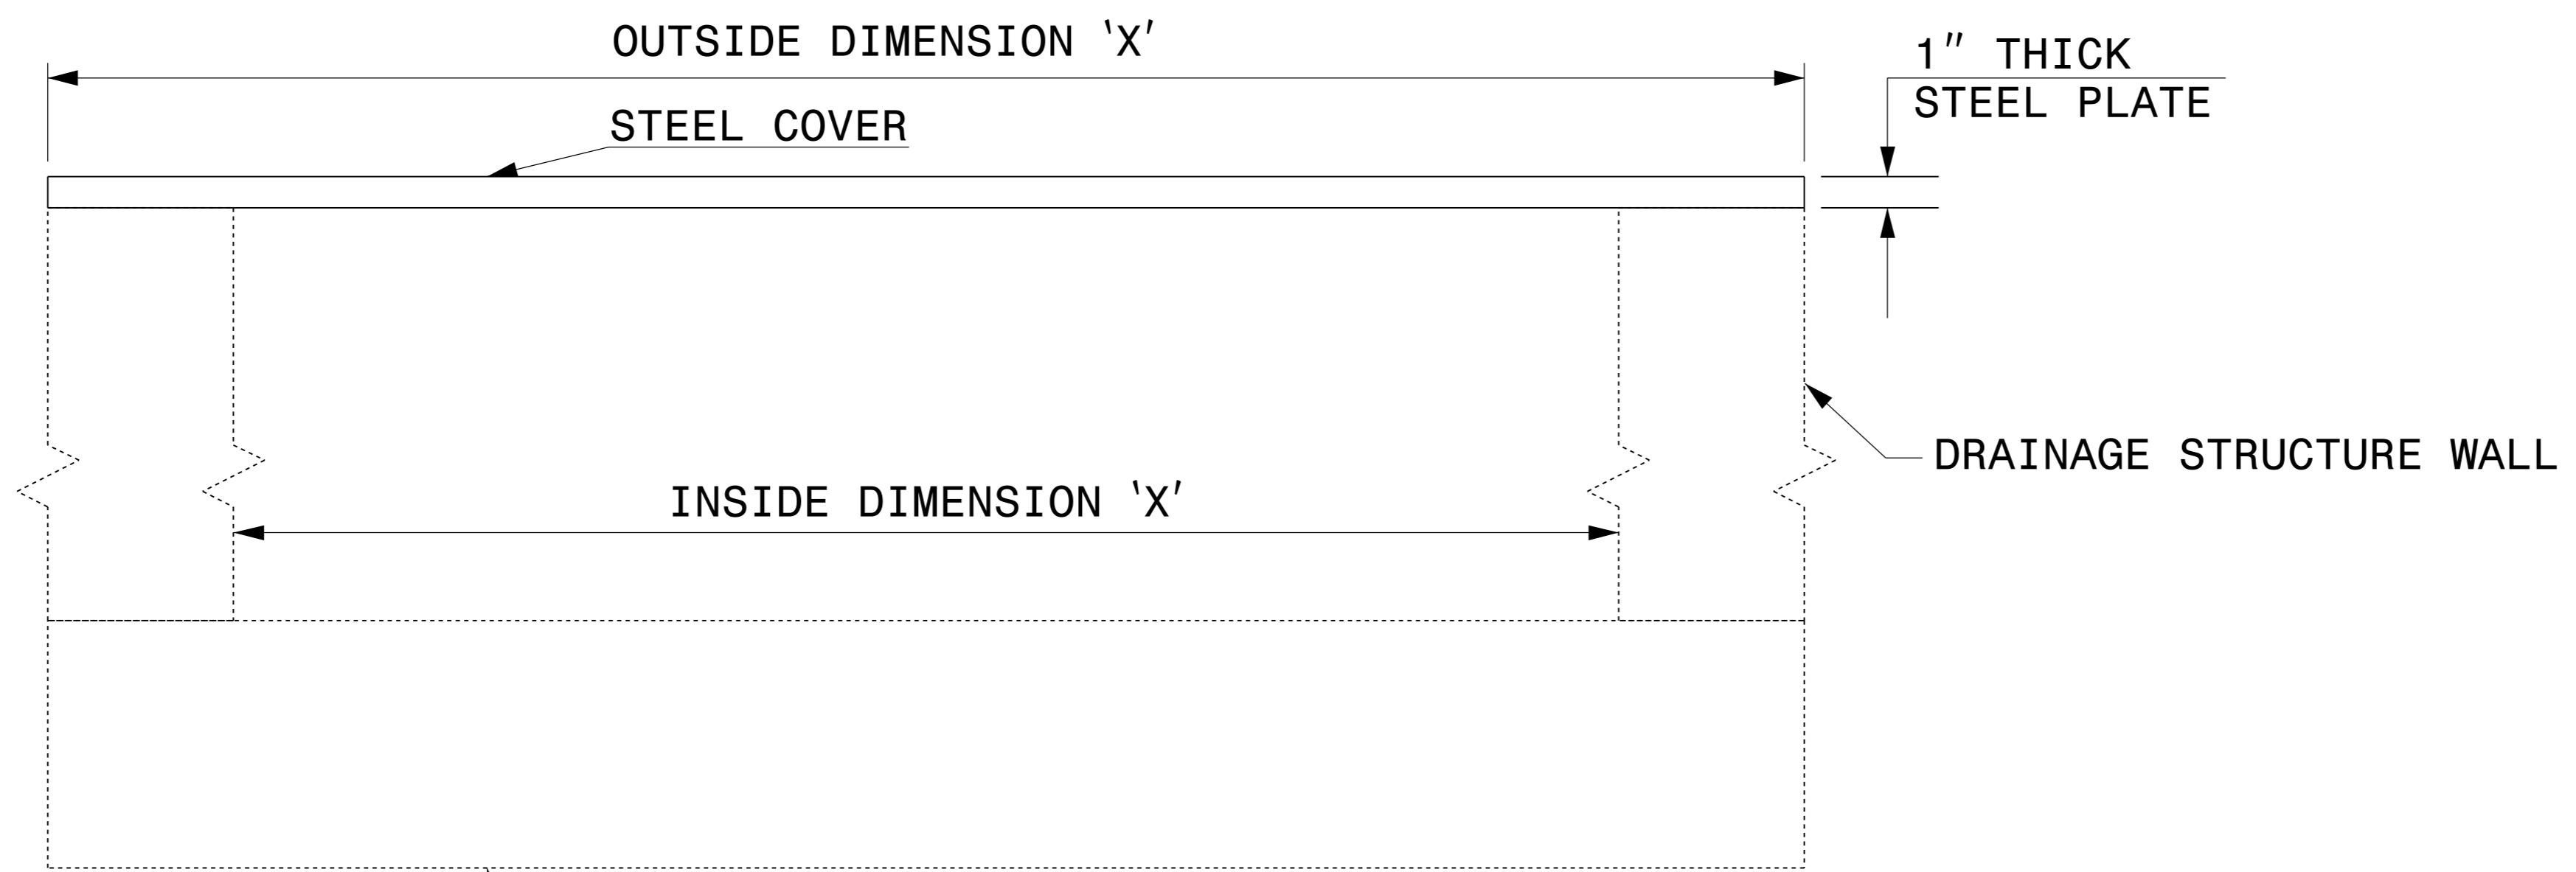 OUTSIDE DIMENSION ‘X’
1″ THICK
STEEL PLATE
STEEL COVER
DRAINAGE STRUCTURE WALL
INSIDE DIMENSION ‘X’